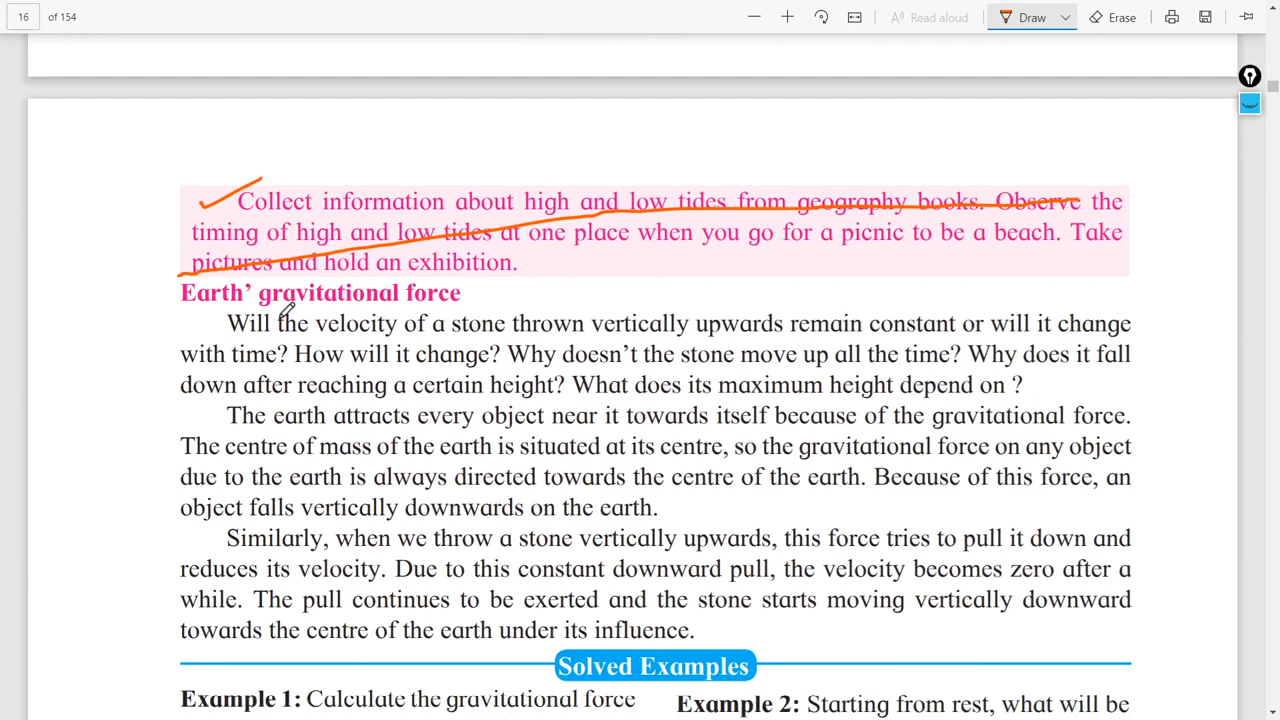 16 of 154 Read aloud Draw Erase
Collect information about high and low tides from geography books. Observe the
timing of high and low tides at one place when you go for a picnic to be a beach. Take
pictures and hold an exhibition.
Earth’ gravitational force
Will the velocity of a stone thrown vertically upwards remain constant or will it change
with time? How will it change? Why doesn’t the stone move up all the time? Why does it fall
down after reaching a certain height? What does its maximum height depend on ?
The earth attracts every object near it towards itself because of the gravitational force.
The centre of mass of the earth is situated at its centre, so the gravitational force on any object
due to the earth is always directed towards the centre of the earth. Because of this force, an
object falls vertically downwards on the earth.
Similarly, when we throw a stone vertically upwards, this force tries to pull it down and
reduces its velocity. Due to this constant downward pull, the velocity becomes zero after a
while. The pull continues to be exerted and the stone starts moving vertically downward
towards the centre of the earth under its influence.
Solved Examples
Example 1: Calculate the gravitational force
Example 2: Starting from rest, what will be